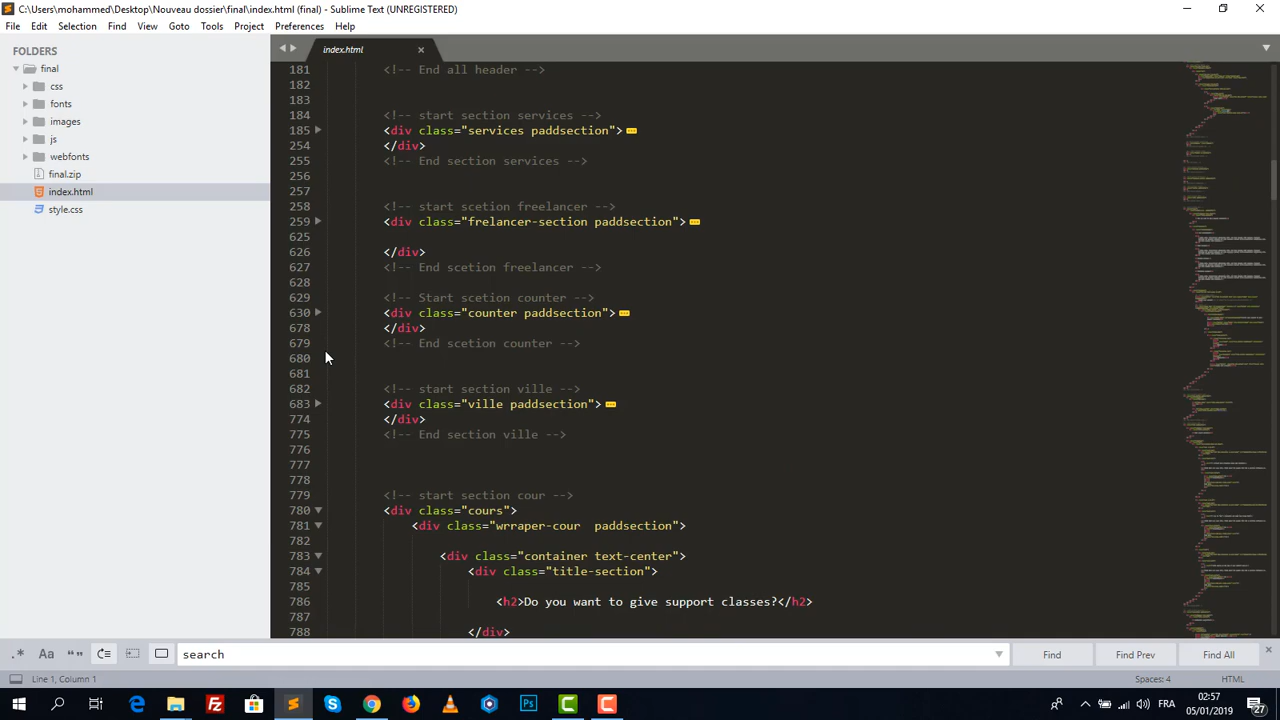 C:\Users\mohammed\Desktop\Nouveau dossier\final\index.html (final) - Sublime Text (UNREGISTERED)
File Edit Selection Find View Goto Tools Project Preferences Help
FOLDERS
final
css
fonts
images
js
webfonts
final.zip
index.html
style.css
index.html
181 <!-- End all header -->
182
183
184 <!-- start section services -->
185 <div class="services paddsection">
254 </div>
255 <!-- End section services -->
256
257
258 <!-- start scetion freelancer -->
259 <div class="freelncer-section paddsection">
625
626 </div>
627 <!-- End scetion freelancer -->
628
629 <!-- Start scetion counter -->
630 <div class="counter paddsection">
678 </div>
679 <!-- End scetion counter -->
680
681
682 <!-- start section ville -->
683 <div class="ville paddsection">
774 </div>
775 <!-- End section ville -->
776
777
778
779 <!-- start section cour -->
780 <div class="cours">
781 <div class="wrraper-cour  paddsection">
782
783 <div class="container text-center">
784 <div class="title-section">
785
786 <h2>Do you want to give support classes?</h2>
787
788 </div>
.* Aa “” search Find Find Prev Find All
Line 1, Column 1 Spaces: 4 HTML
FRA 02:57
05/01/2019 27